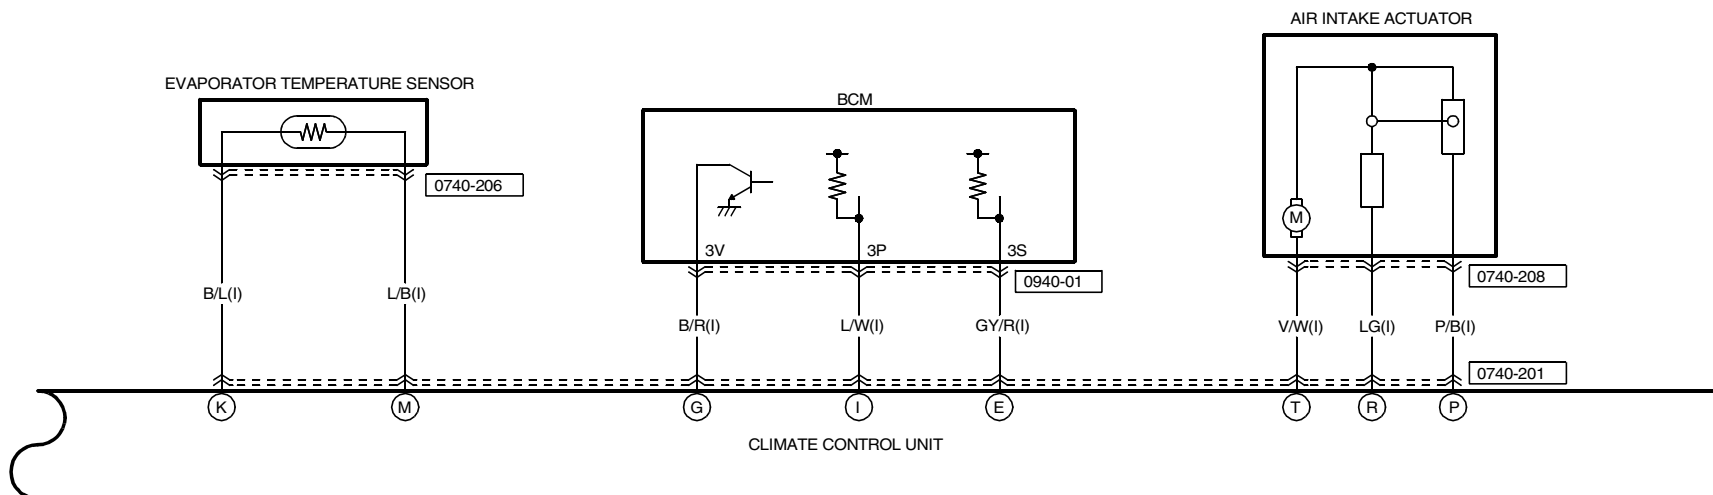 AIR INTAKE ACTUATOR
EVAPORATOR TEMPERATURE SENSOR
BCM
0740-206
M
3V 3P 3S
0940-01
0740-208
B/L(I) L/B(I)
B/R(I) L/W(I) GY/R(I) V/W(I) LG(I) P/B(I)
0740-201
K M G I E T R P
CLIMATE CONTROL UNIT